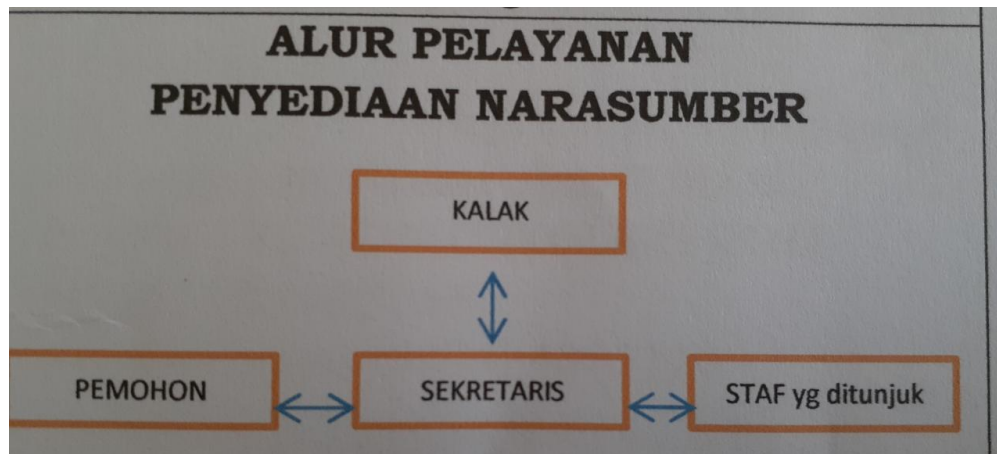 ALUR PELAYANAN
PENYEDIAAN NARASUMBER
KALAK
PEMOHON
SEKRETARIS
STAF yg ditunjuk